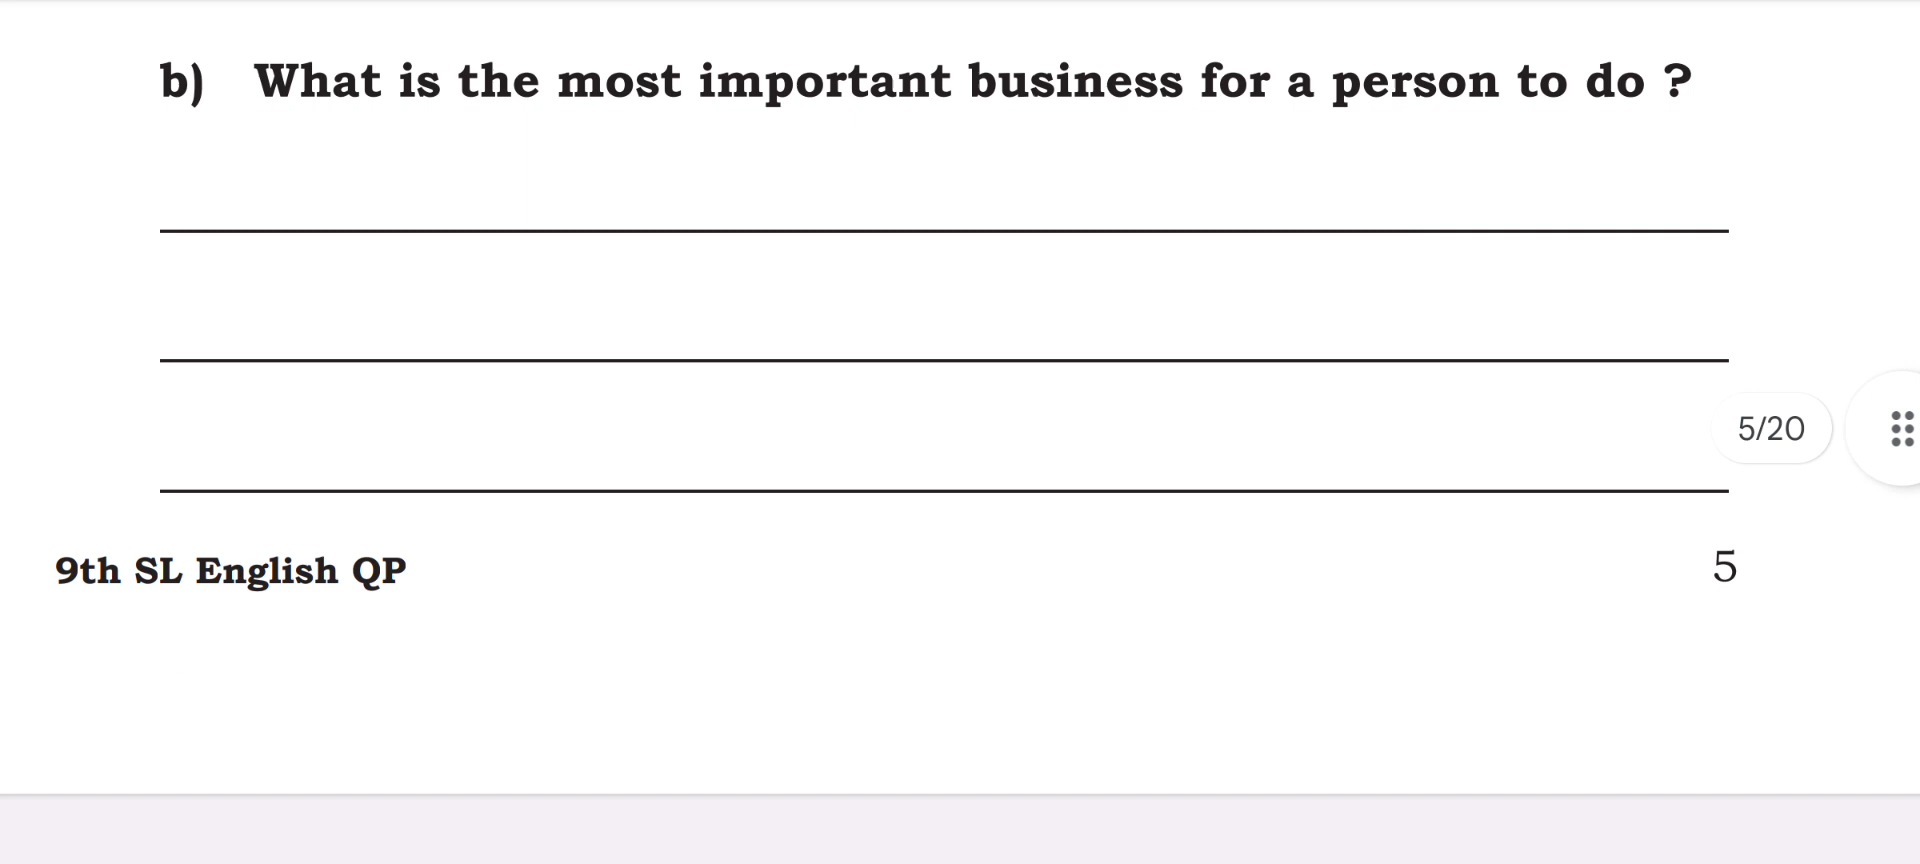 b) What is the most important business for a person to do ?
5/20
9th SL English QP 5